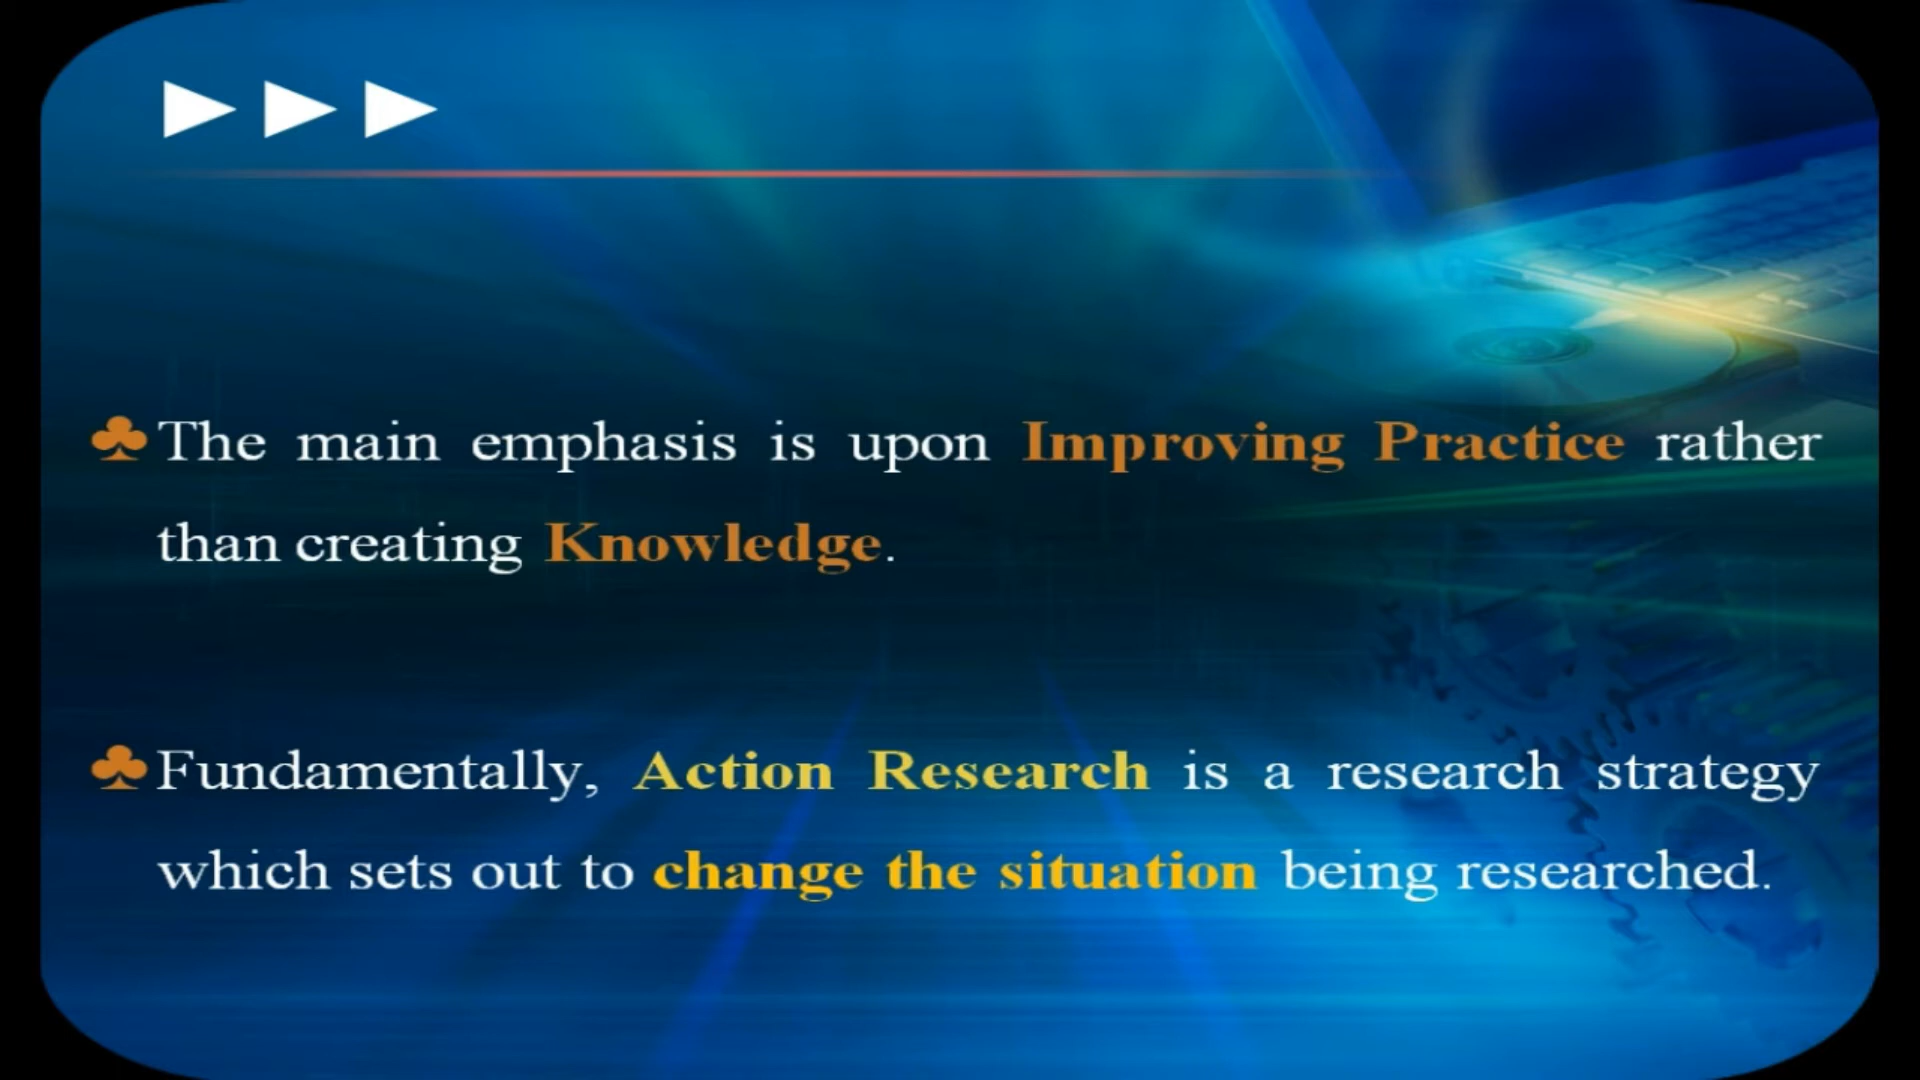 The main emphasis is upon Improving Practice rather
than creating Knowledge.
Fundamentally, Action Research is a research strategy
which sets out to change the situation being researched.